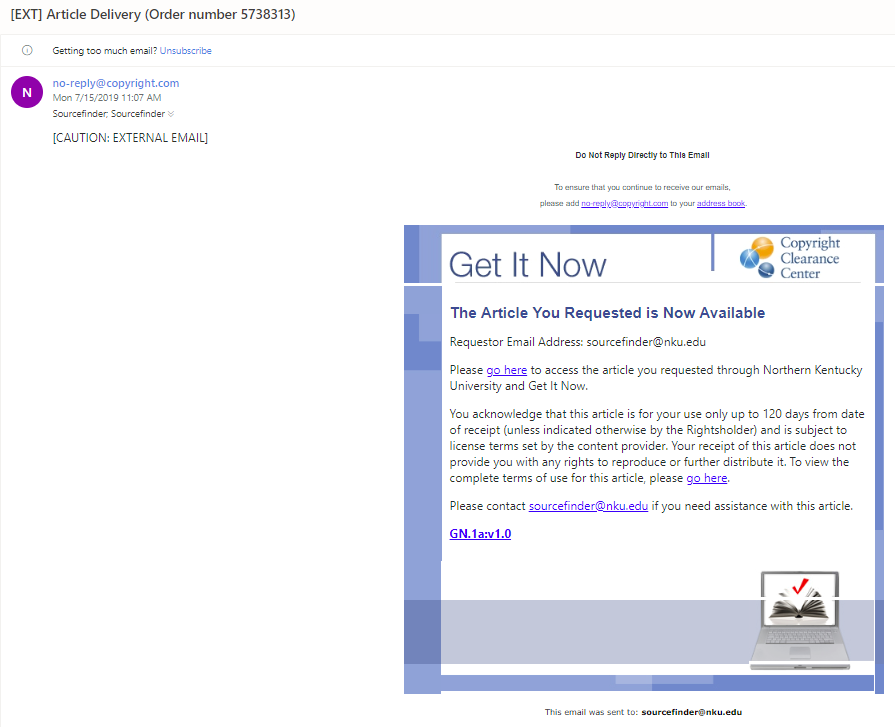 [EXT] Article Delivery (Order number 5738313)
Getting too much email? Unsubscribe
N
no-reply@copyright.com
Mon 7/15/2019 11:07 AM
Sourcefinder; Sourcefinder
[CAUTION: EXTERNAL EMAIL]
Do Not Reply Directly to This Email
To ensure that you continue to receive our emails,
please add no-reply@copyright.com to your address book.
Get It Now
Copyright
Clearance
Center
The Article You Requested is Now Available
Requestor Email Address: sourcefinder@nku.edu
Please go here to access the article you requested through Northern Kentucky
University and Get It Now.
You acknowledge that this article is for your use only up to 120 days from date
of receipt (unless indicated otherwise by the Rightsholder) and is subject to
license terms set by the content provider. Your receipt of this article does not
provide you with any rights to reproduce or further distribute it. To view the
complete terms of use for this article, please go here.
Please contact sourcefinder@nku.edu if you need assistance with this article.
GN.1a:v1.0
This email was sent to: sourcefinder@nku.edu